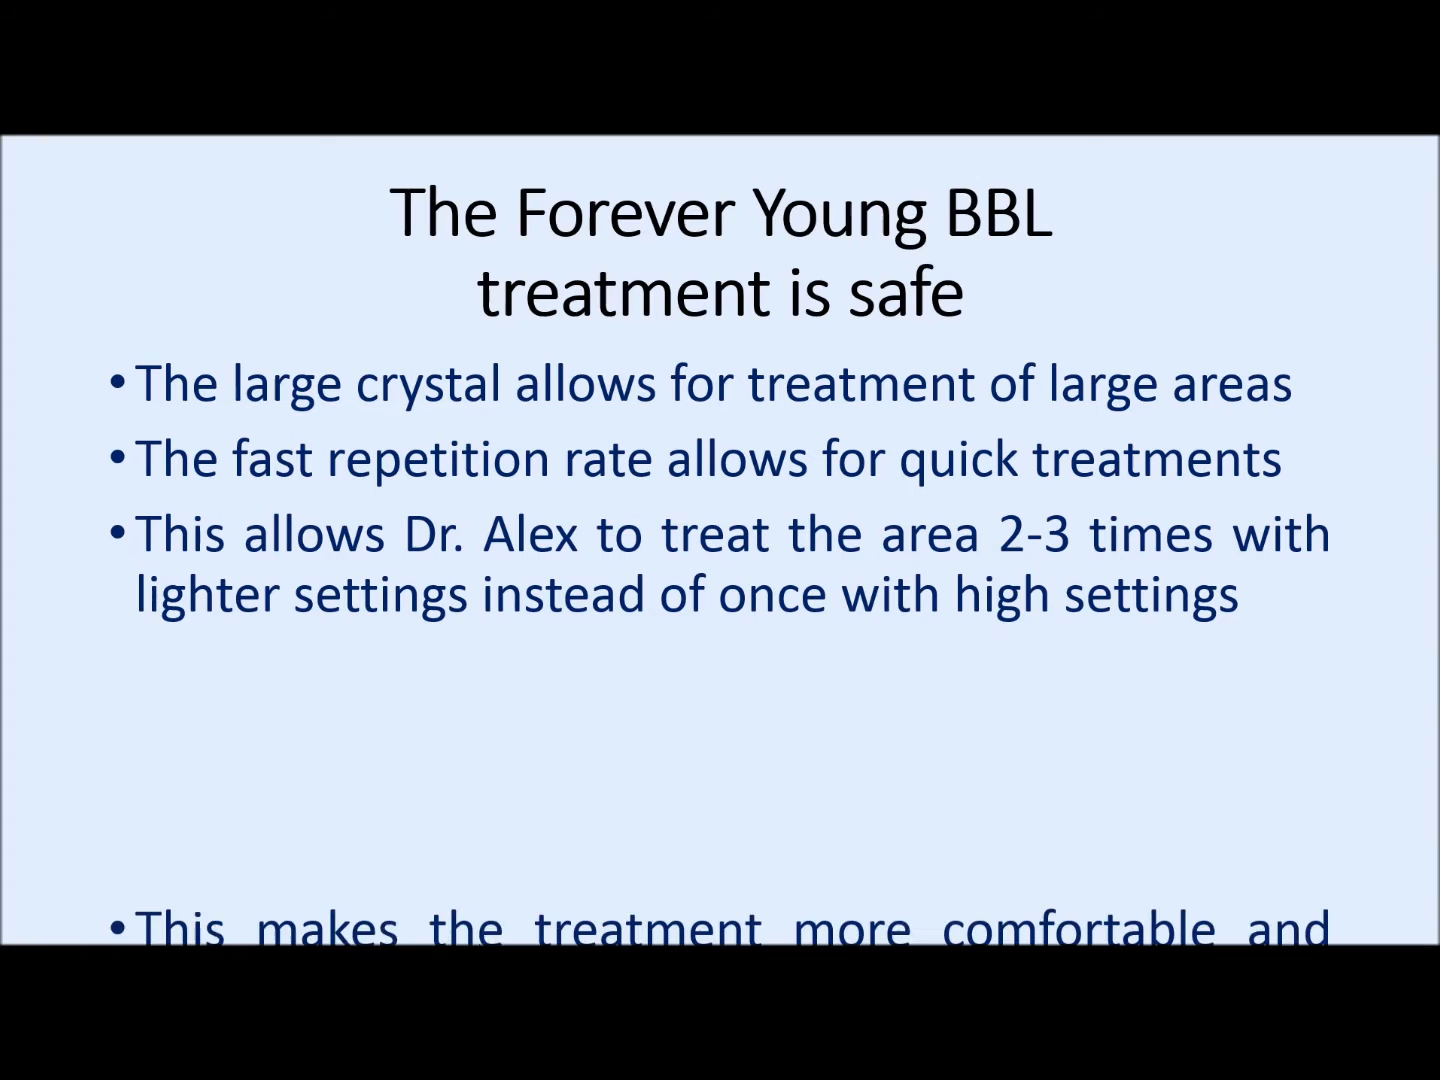 The Forever Young BBL
treatment is safe
• The large crystal allows for treatment of large areas
• The fast repetition rate allows for quick treatments
• This allows Dr. Alex to treat the area 2-3 times with
lighter settings instead of once with high settings
• This makes the treatment more comfortable and